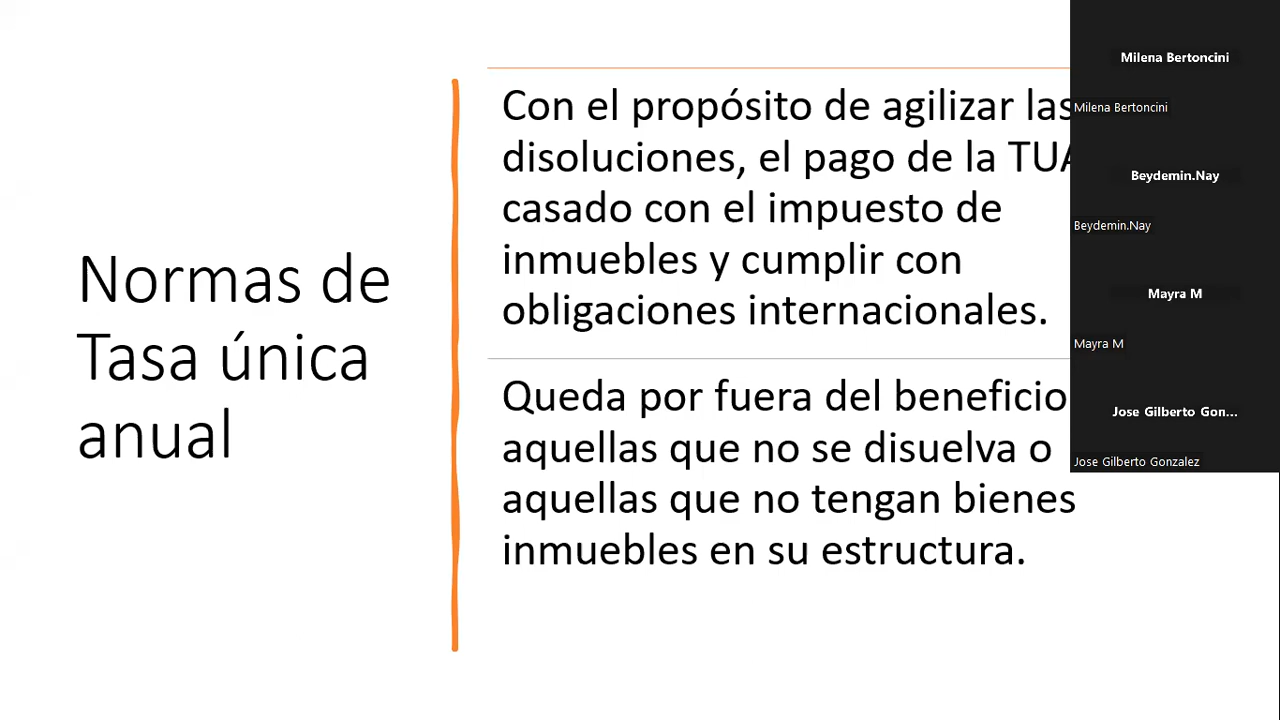 Normas de
Tasa única
anual
Con el propósito de agilizar las
disoluciones, el pago de la TUA
casado con el impuesto de
inmuebles y cumplir con
obligaciones internacionales.
Queda por fuera del beneficio
aquellas que no se disuelva o
aquellas que no tengan bienes
inmuebles en su estructura.
Milena Bertoncini
Milena Bertoncini
Beydemin.Nay
Beydemin.Nay
Mayra M
Mayra M
Jose Gilberto Gon...
Jose Gilberto Gonzalez